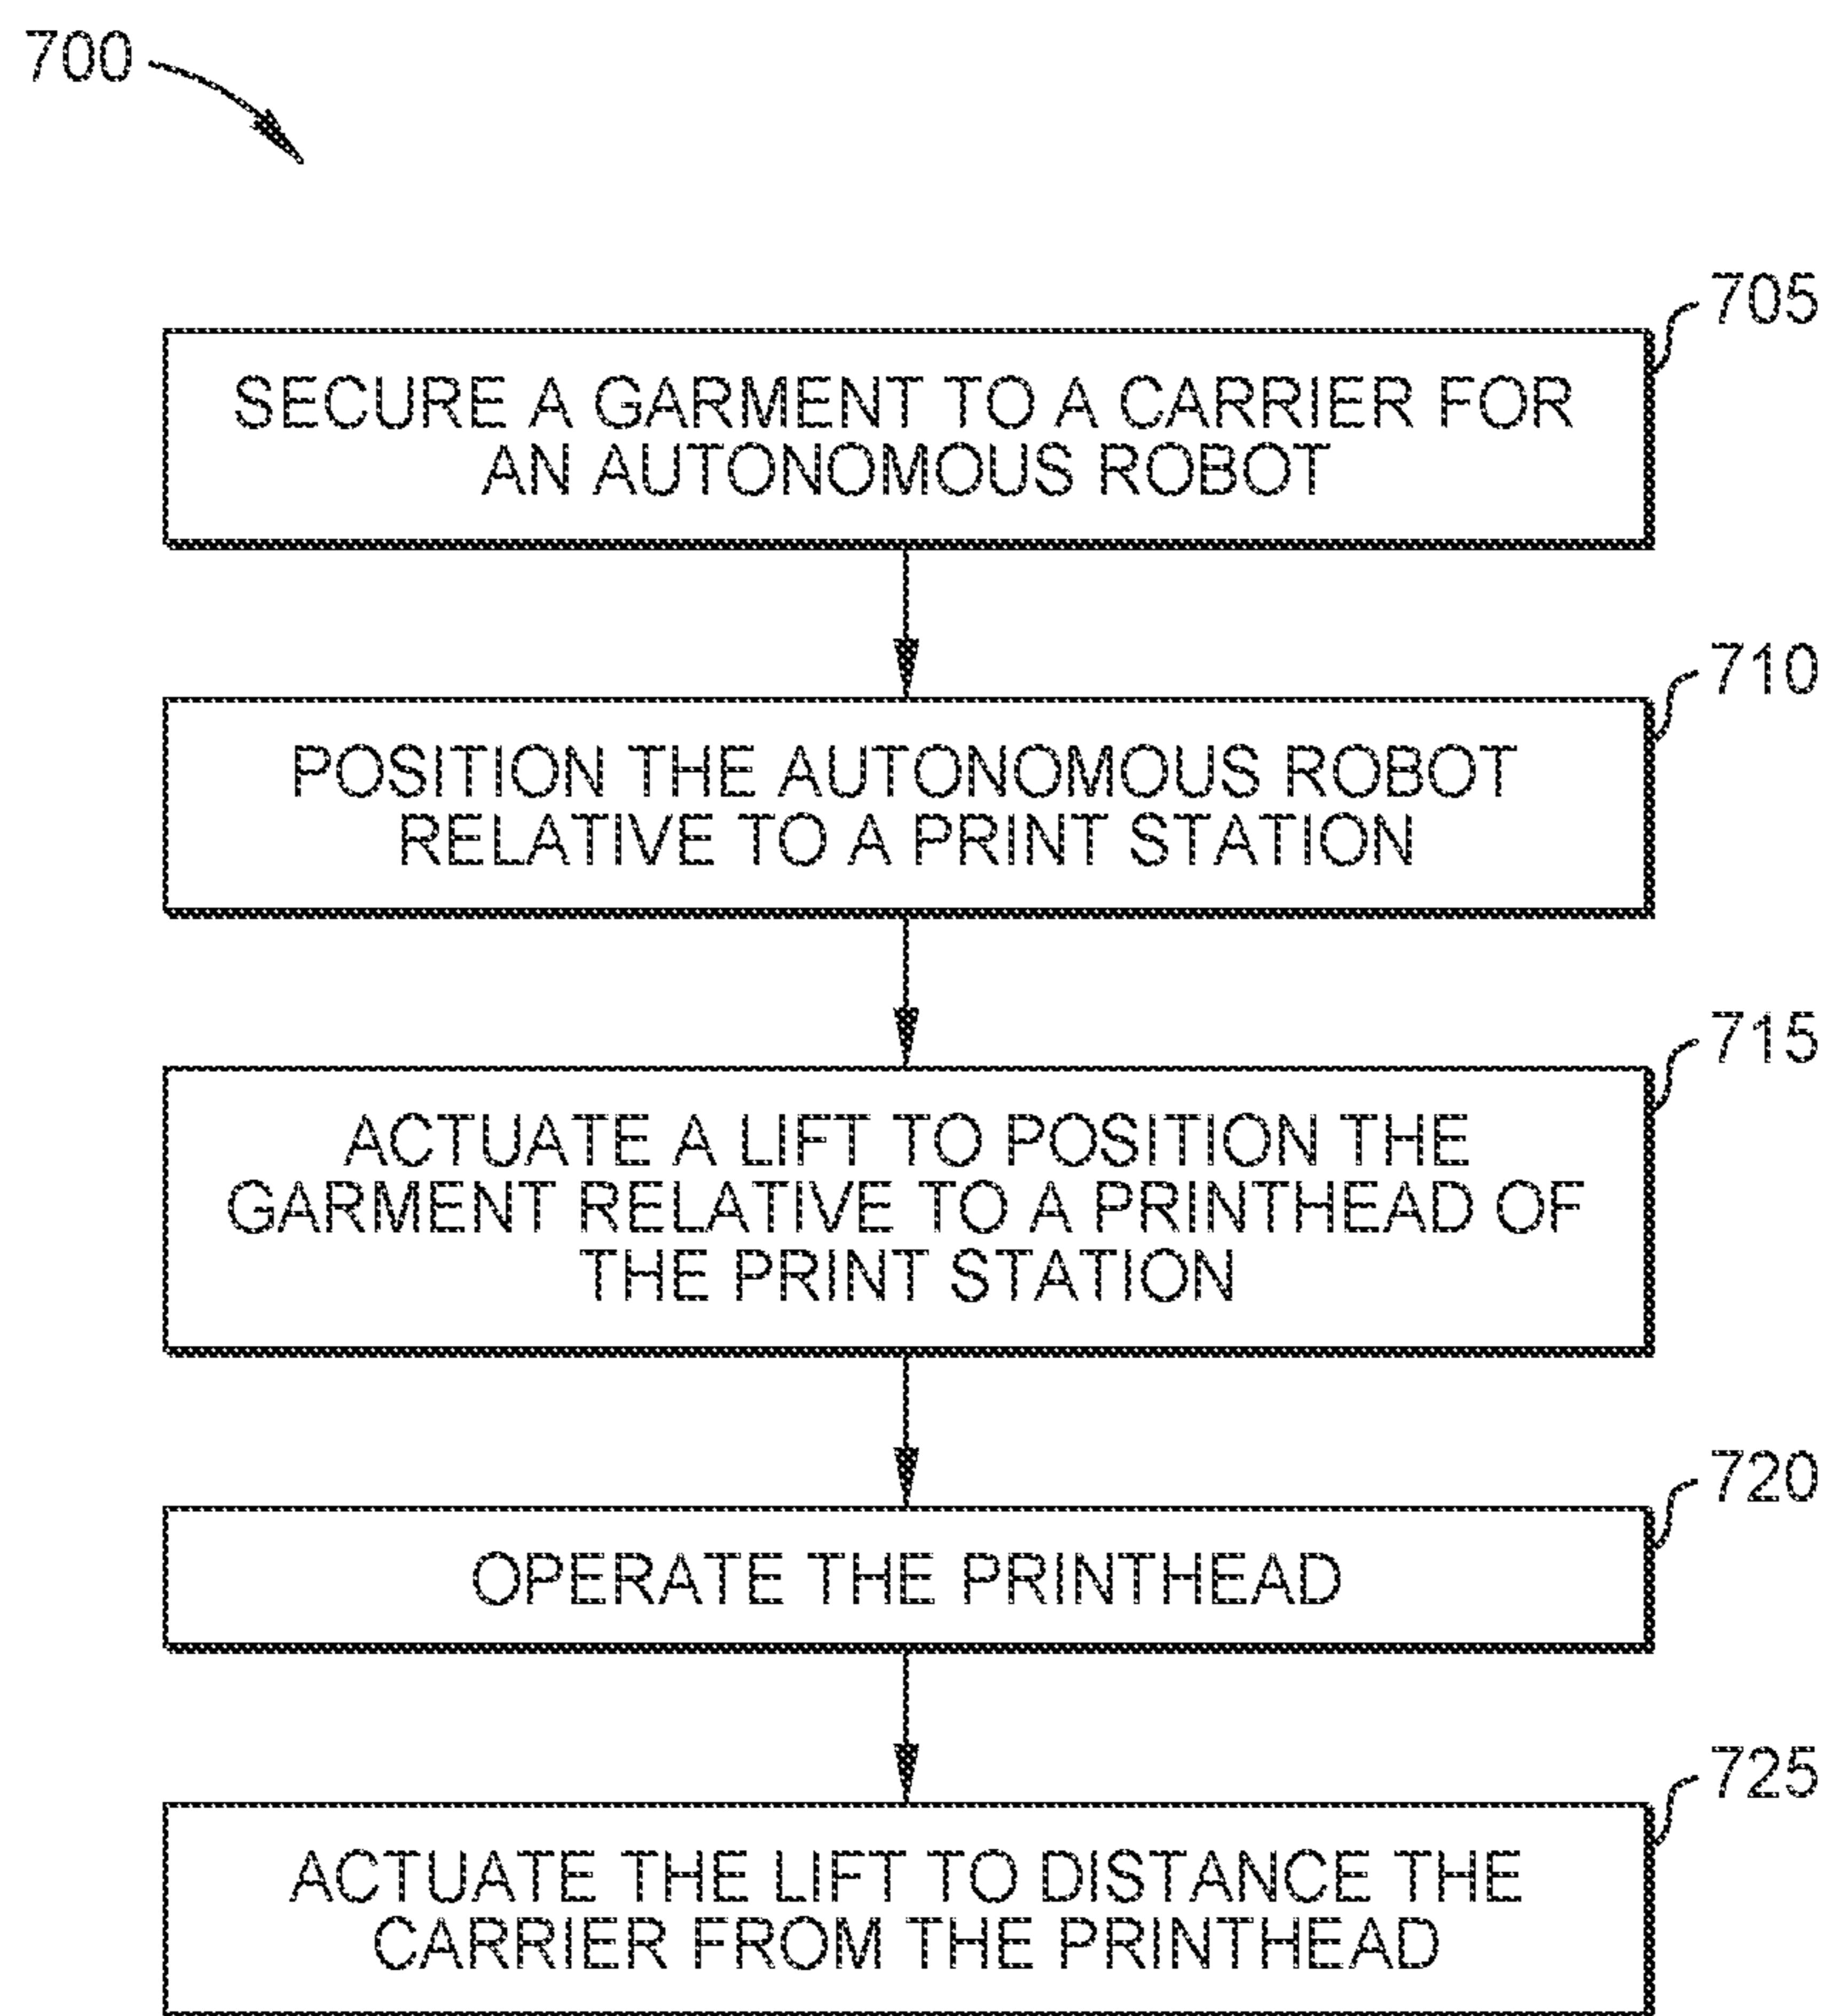 700
705
SECURE A GARMENT TO A CARRIER FOR
AN AUTONOMOUS ROBOT
710
POSITION THE AUTONOMOUS ROBOT
RELATIVE TO A PRINT STATION
715
ACTUATE A LIFT TO POSITION THE
GARMENT RELATIVE TO A PRINTHEAD OF
THE PRINT STATION
720
OPERATE THE PRINTHEAD
725
ACTUATE THE LIFT TO DISTANCE THE
CARRIER FROM THE PRINTHEAD